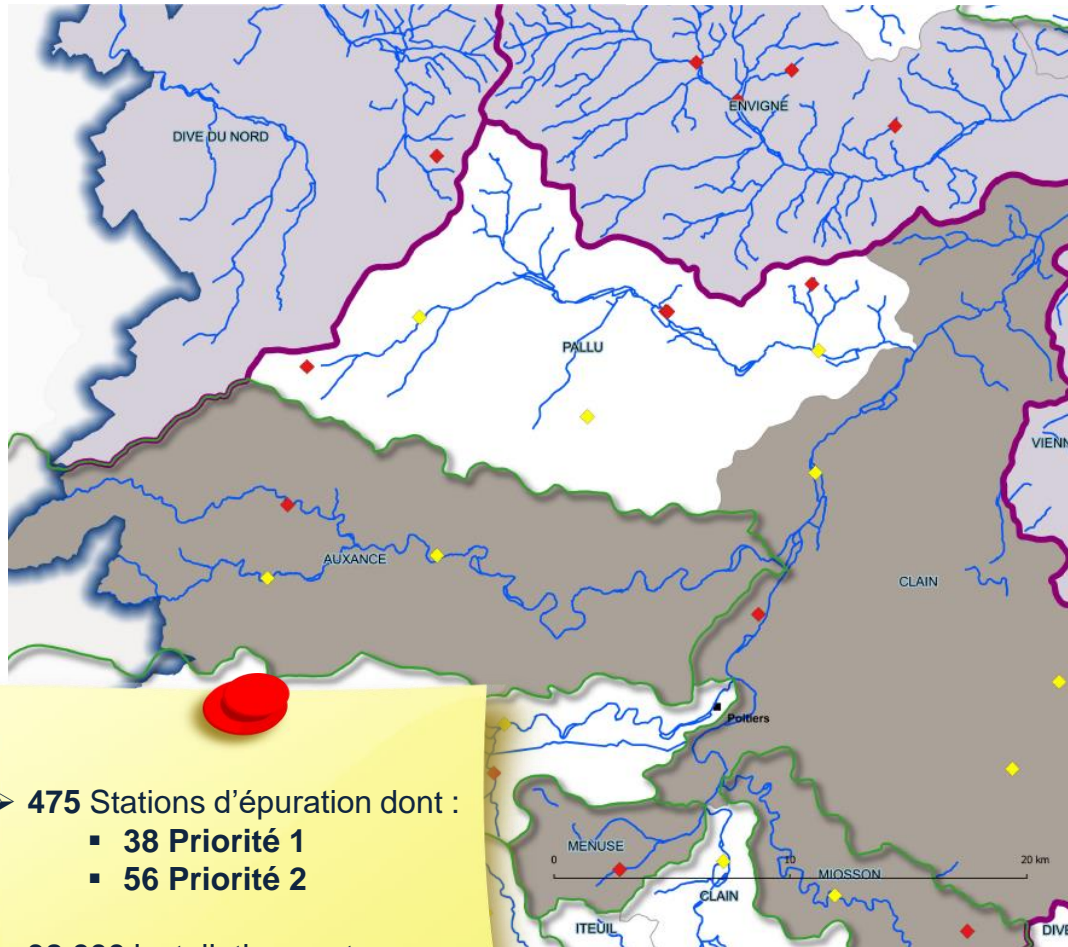 DIVE DU NORD
ENVIGNE
PALLU
VIENN
AUXANCE
CLAIN
Poitiers
➢ 475 Stations d'épuration dont :
▪ 38 Priorité 1
▪ 56 Priorité 2
MENUSE
0 10 20 km
MIOSSON
CLAIN
ITEUIL
DIVE